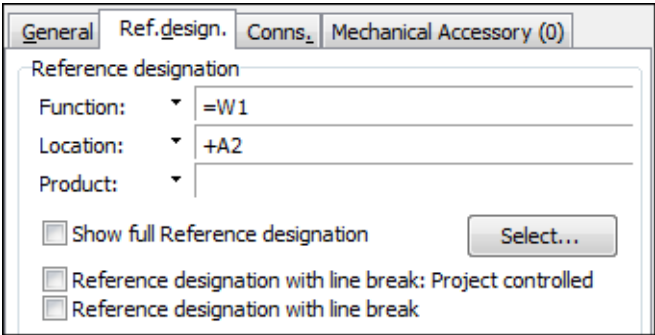 General Ref.design. Conns. Mechanical Accessory (0)
Reference designation
Function: =W1
Location: +A2
Product:
Show full Reference designation Select...
Reference designation with line break: Project controlled
Reference designation with line break